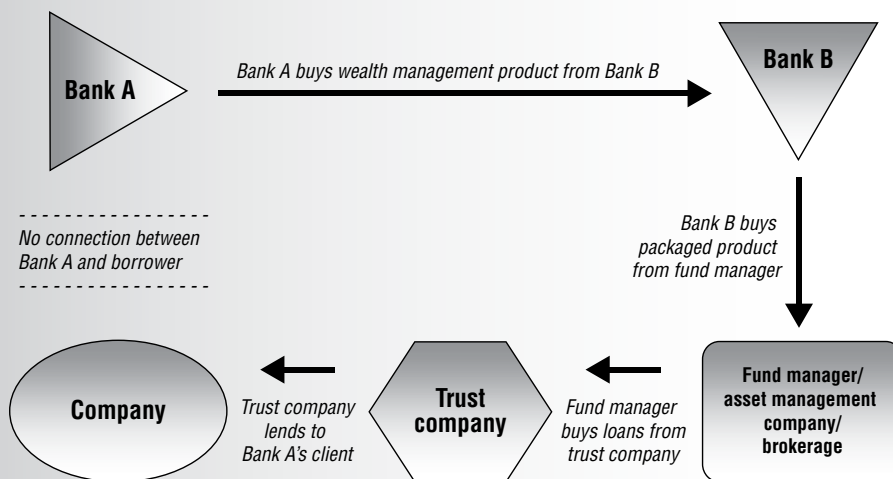 Bank A
Bank A buys wealth management product from Bank B
Bank B
No connection between
Bank A and borrower
Bank B buys
packaged product
from fund manager
Company
Trust company
lends to
Bank A's client
Trust
company
Fund manager
buys loans from
trust company
Fund manager/
asset management
company/
brokerage